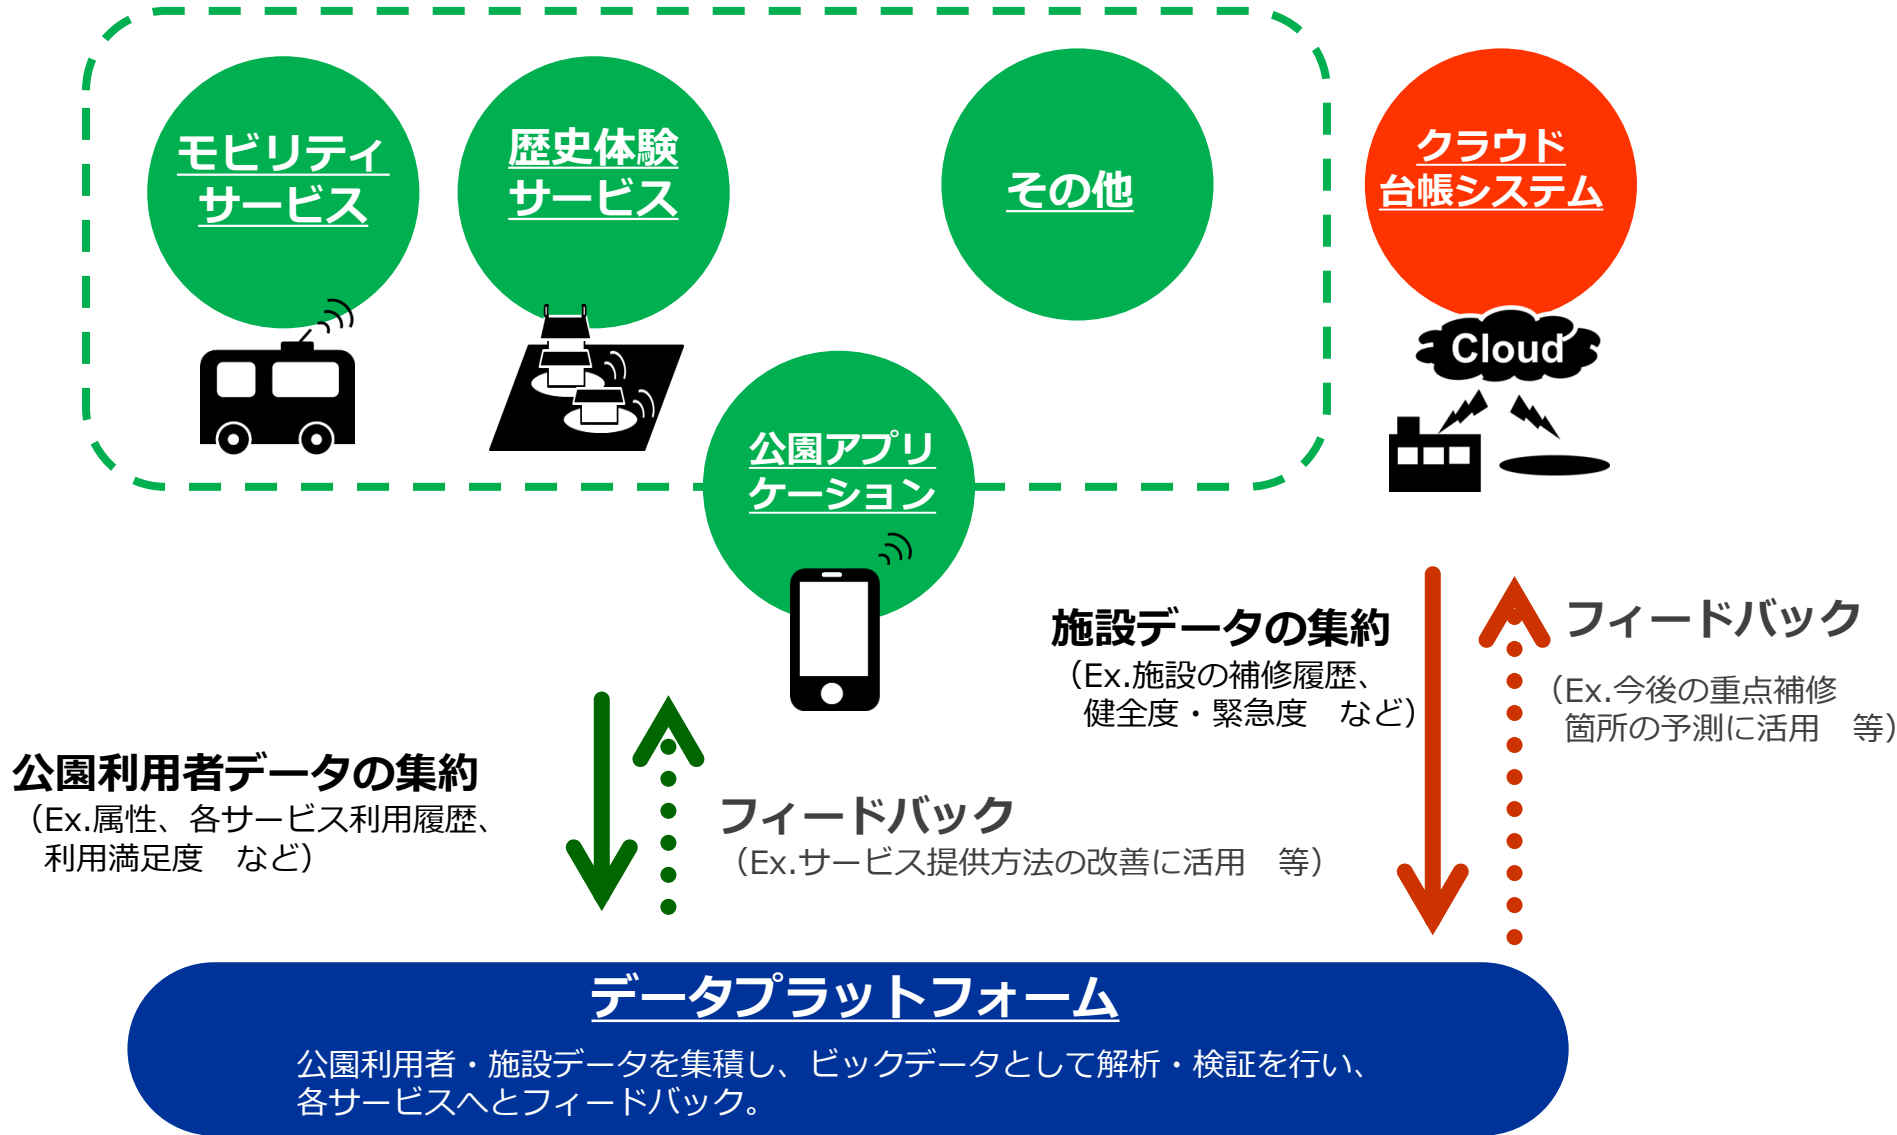 モビリティ
サービス
歴史体験
サービス
その他
クラウド
台帳システム
Cloud
公園アプリ
ケーション
施設データの集約
（Ex.施設の補修履歴、
健全度・緊急度　など）
フィードバック
（Ex.今後の重点補修
箇所の予測に活用　等）
公園利用者データの集約
（Ex.属性、各サービス利用履歴、
利用満足度　など）
フィードバック
（Ex.サービス提供方法の改善に活用　等）
データプラットフォーム
公園利用者・施設データを集積し、ビックデータとして解析・検証を行い、
各サービスへとフィードバック。